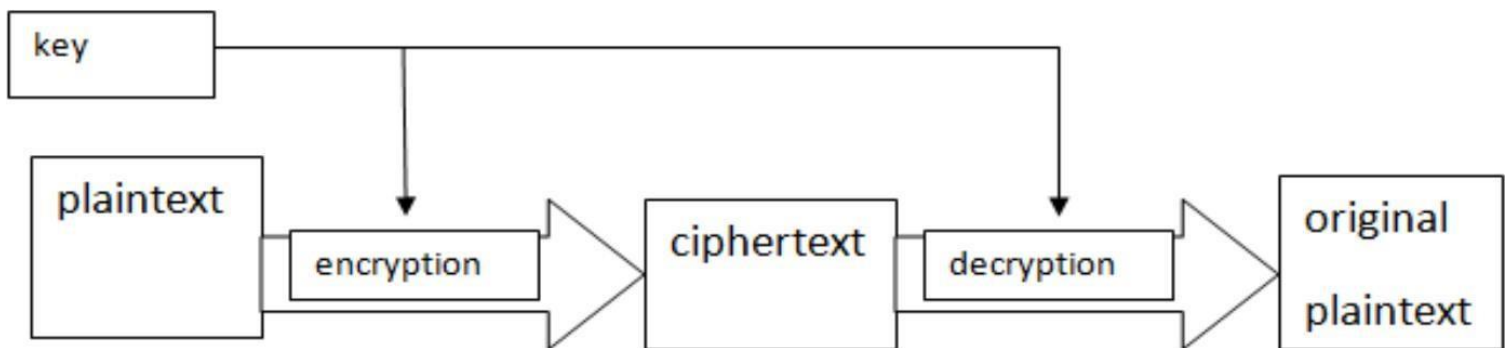 key
plaintext
encryption
ciphertext
decryption
original
plaintext